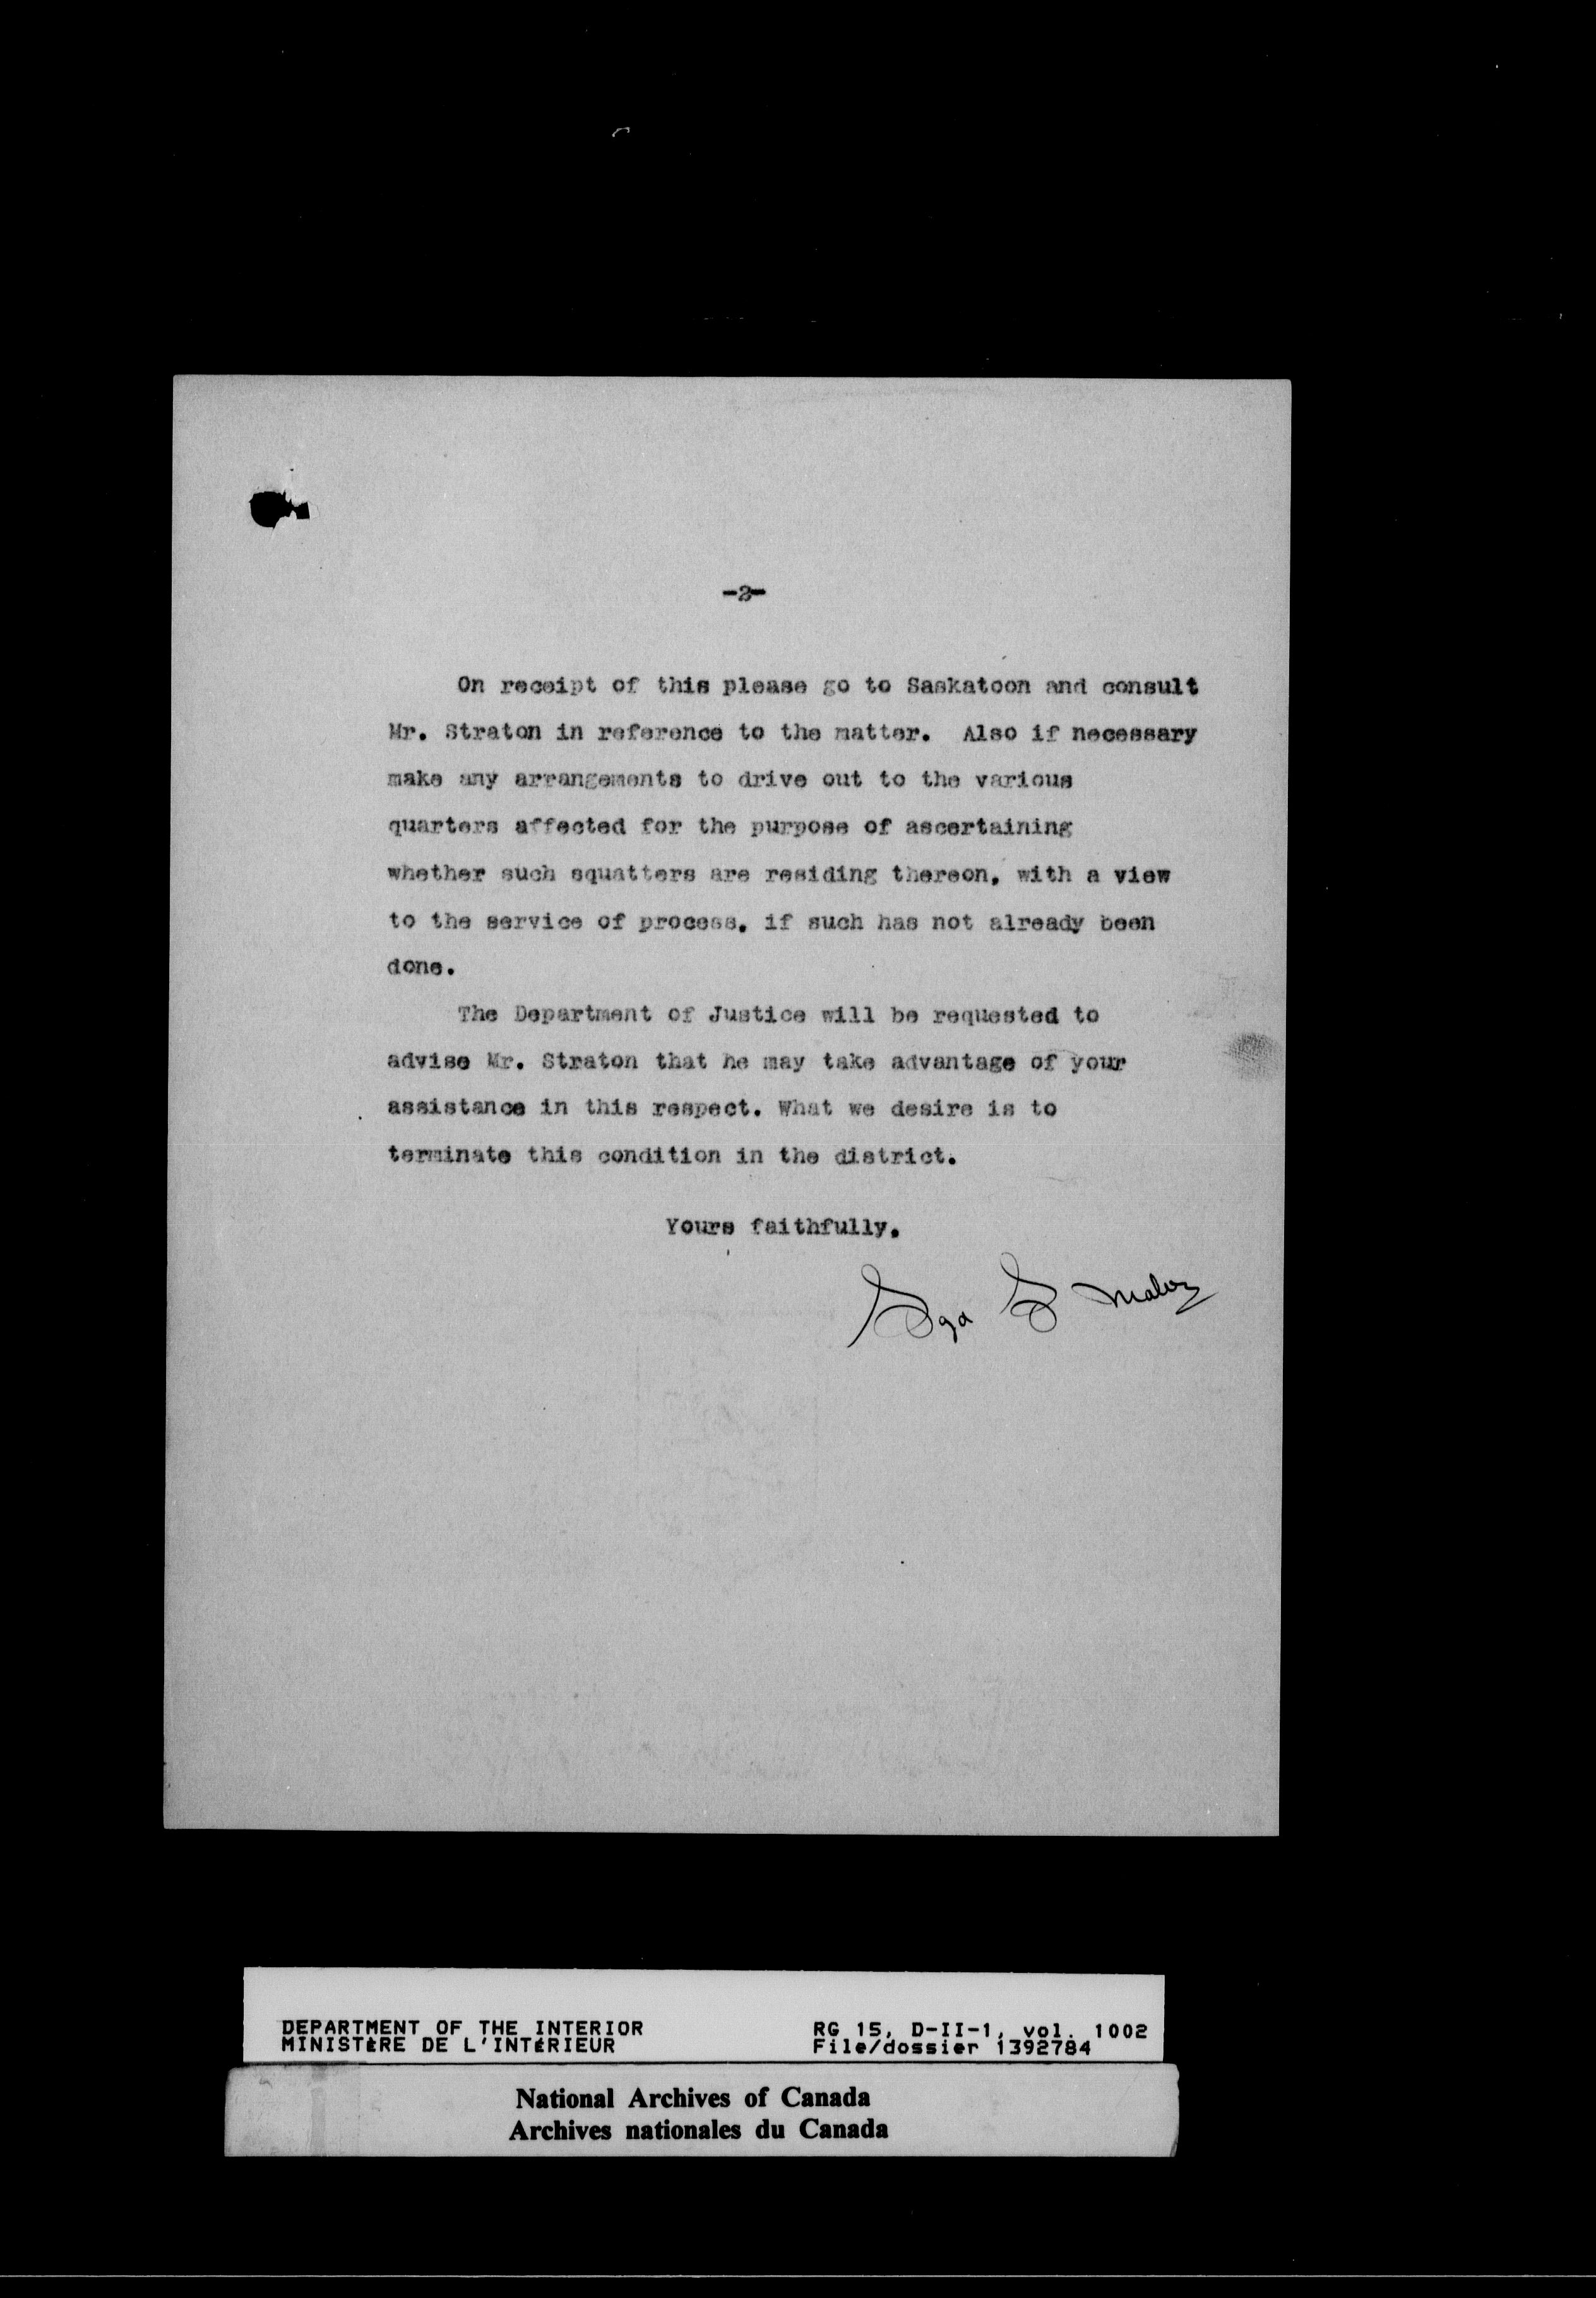 -2-
On receipt of this please go to Saskatoon and consult
Mr. Straton in reference to the matter. Also if necessary
make any arrangements to drive out to the various
quarters affected for the purpose of ascertaining
whether such squatters are residing thereon, with a view
to the service of process, if such has not already been
done.
The Department of Justice will be requested to
advise Mr. Straton that he may take advantage of your
assistance in this respect. What we desire is to
terminate this condition in the district.
Yours faithfully,
DEPARTMENT OF THE INTERIOR
MINISTÈRE DE L'INTÉRIEUR
RG 15, D-II-1, vol. 1002
File/dossier 1392784
National Archives of Canada
Archives nationales du Canada